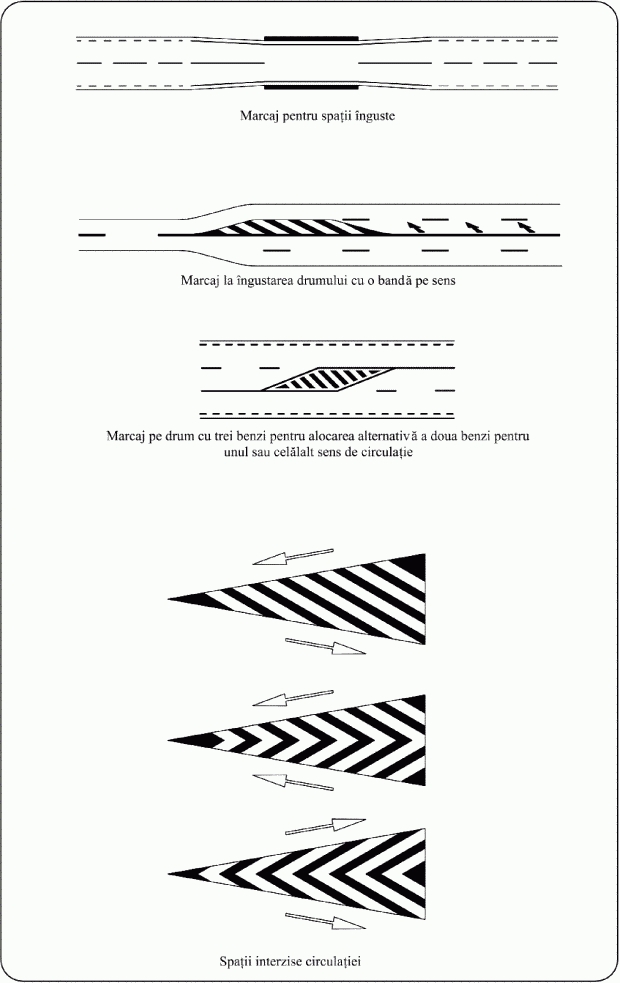 Marcaj pentru spații înguste
Marcaj la îngustarea drumului cu o bandă pe sens
Marcaj pe drum cu trei benzi pentru alocarea alternativă a doua benzi pentru
unul sau celălalt sens de circulație
Spații interzise circulației